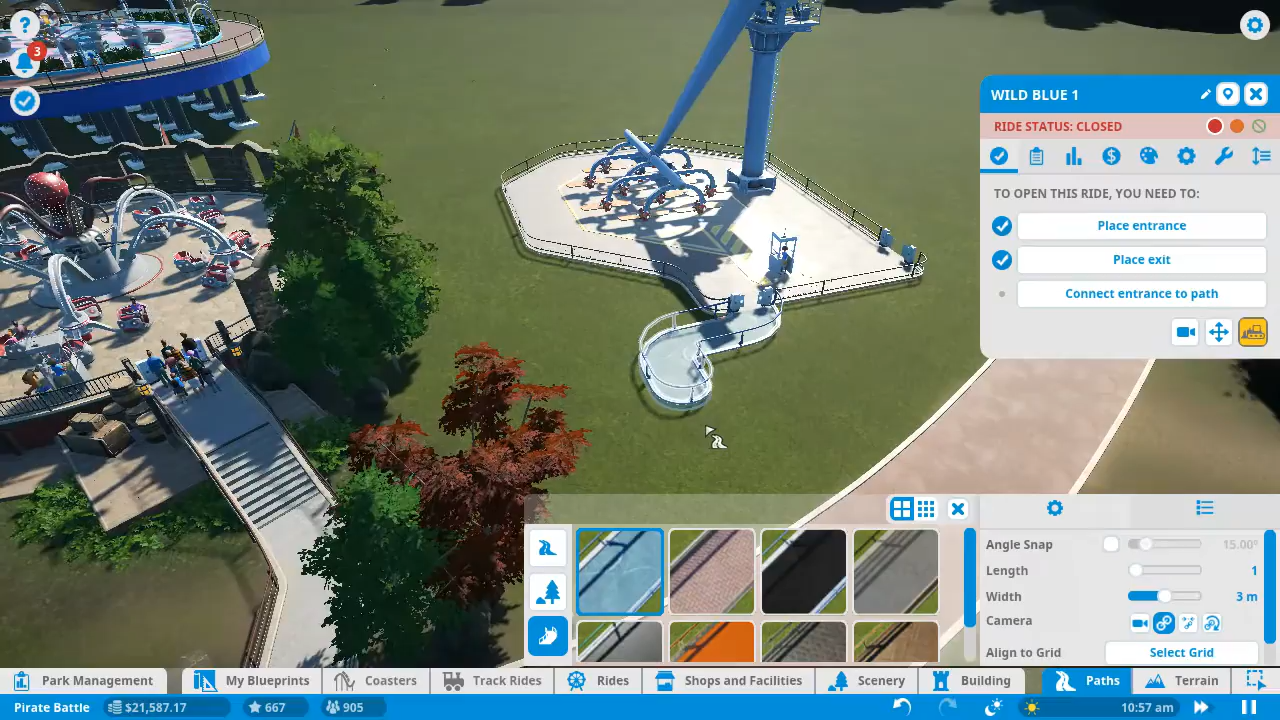 ?
3
WILD BLUE 1
RIDE STATUS: CLOSED
TO OPEN THIS RIDE, YOU NEED TO:
Place entrance
Place exit
Connect entrance to path
Angle Snap 15.00°
Length 1
Width 3 m
Camera
Align to Grid Select Grid
Park Management My Blueprints Coasters Track Rides Rides Shops and Facilities Scenery Building Paths Terrain
Pirate Battle $21,587.17 667 905 10:57 am